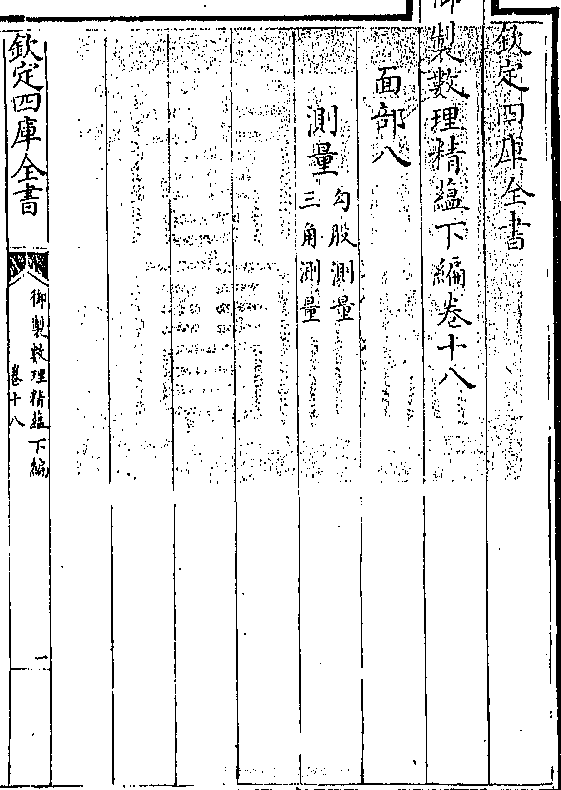 欽定四庫全書
御製數理精蘊下編卷十八
面部八
測量
勾股測量
三角測量
欽定四庫全書
御製數理精蘊下編
卷十八
一